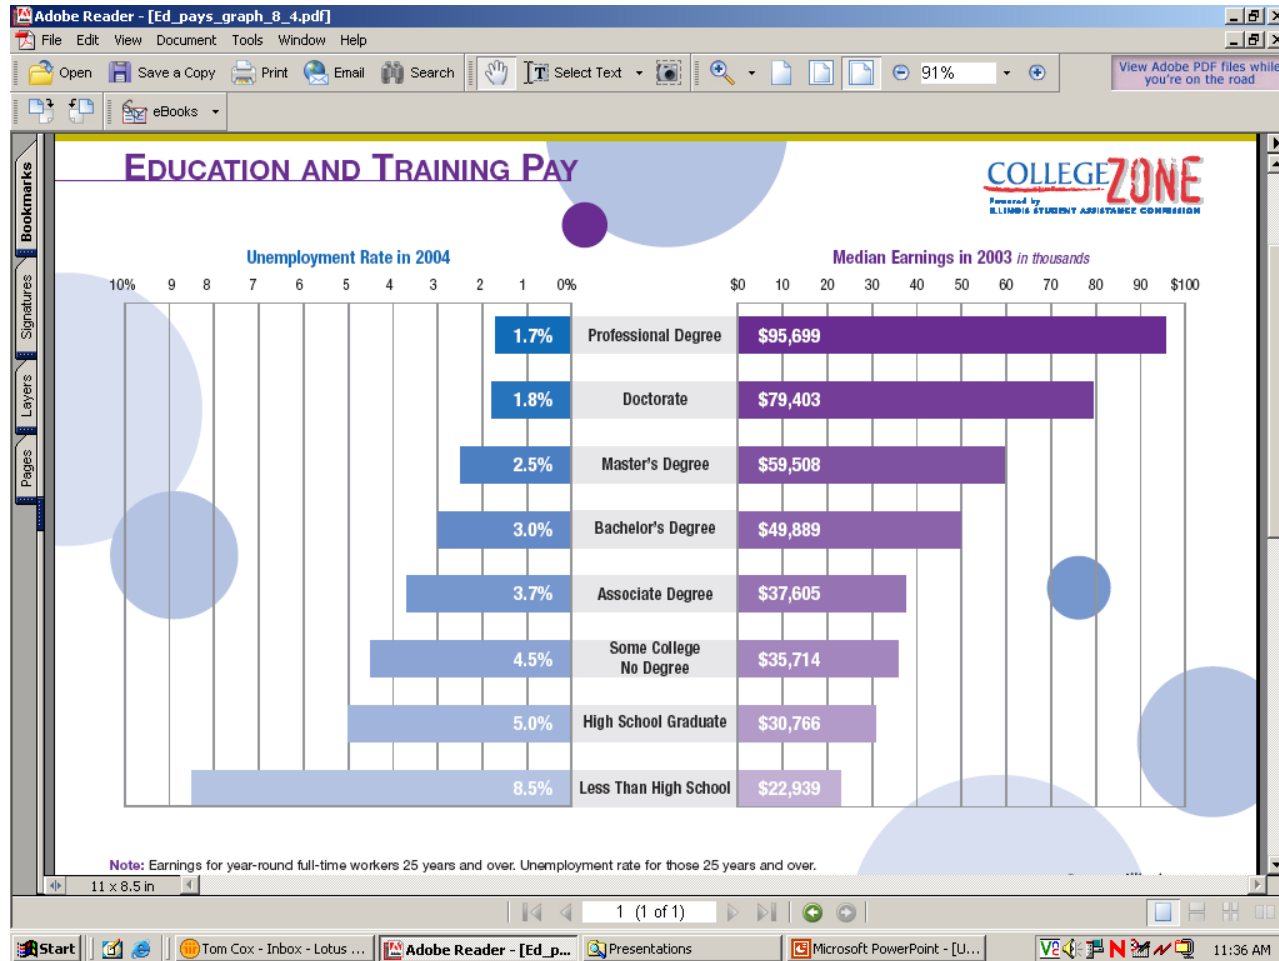 Adobe Reader - [Ed_pays_graph_8_4.pdf]
File Edit View Document Tools Window Help
Open Save a Copy Print Email Search Select Text 91%
View Adobe PDF files while
you're on the road
eBooks
Bookmarks
Signatures
Layers
Pages
EDUCATION AND TRAINING PAY
COLLEGE ZONE
Powered by
ILLINOIS STUDENT ASSISTANCE COMMISSION
Unemployment Rate in 2004
Median Earnings in 2003 in thousands
10% 9 8 7 6 5 4 3 2 1 0%
$0 10 20 30 40 50 60 70 80 90 $100
1.7% Professional Degree $95,699
1.8% Doctorate $79,403
2.5% Master's Degree $59,508
3.0% Bachelor's Degree $49,889
3.7% Associate Degree $37,605
4.5% Some College
No Degree $35,714
5.0% High School Graduate $30,766
8.5% Less Than High School $22,939
Note: Earnings for year-round full-time workers 25 years and over. Unemployment rate for those 25 years and over.
11 x 8.5 in
1 (1 of 1)
Start Tom Cox - Inbox - Lotus ... Adobe Reader - [Ed_p... Presentations Microsoft PowerPoint - [U... 11:36 AM